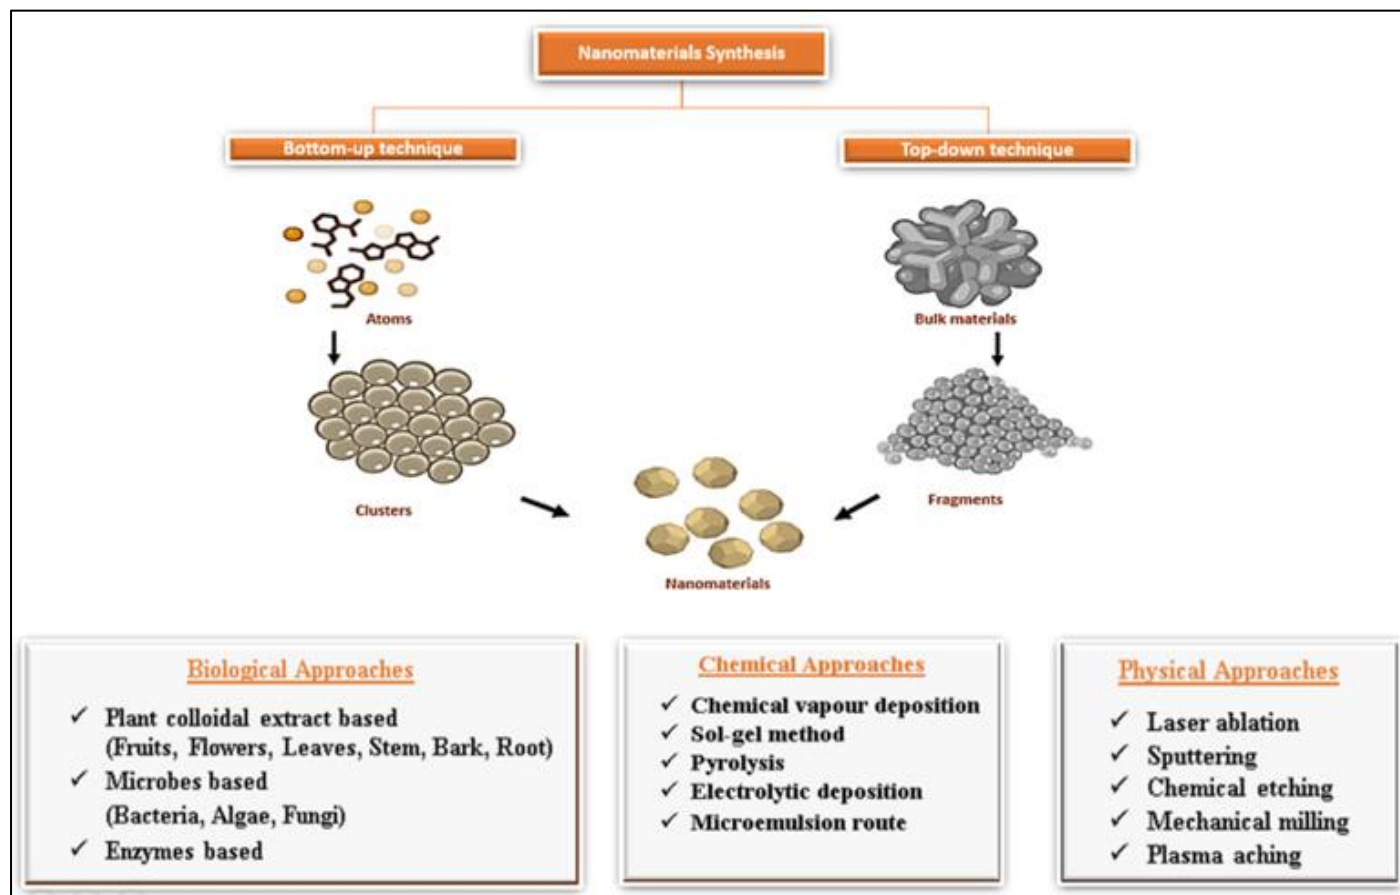 Nanomaterials Synthesis
Bottom-up technique
Top-down technique
Atoms
Bulk materials
Clusters
Fragments
Nanomaterials
Biological Approaches
✓ Plant colloidal extract based
(Fruits, Flowers, Leaves, Stem, Bark, Root)
✓ Microbes based
(Bacteria, Algae, Fungi)
✓ Enzymes based
Chemical Approaches
✓ Chemical vapour deposition
✓ Sol-gel method
✓ Pyrolysis
✓ Electrolytic deposition
✓ Microemulsion route
Physical Approaches
✓ Laser ablation
✓ Sputtering
✓ Chemical etching
✓ Mechanical milling
✓ Plasma aching